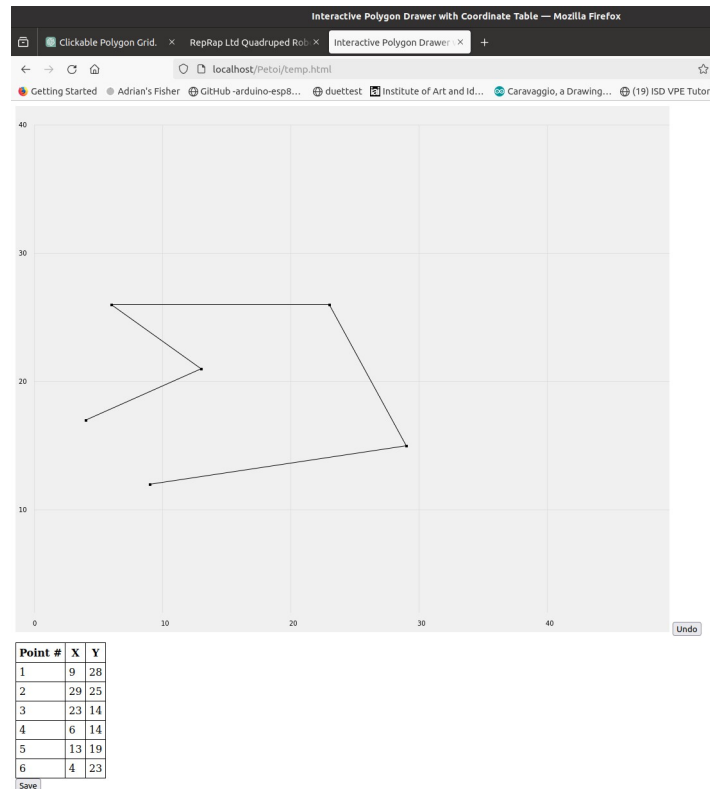 Interactive Polygon Drawer with Coordinate Table — Mozilla Firefox
Clickable Polygon Grid. × RepRap Ltd Quadruped Rob × Interactive Polygon Drawer × +
localhost/Petoi/temp.html
Getting Started Adrian's Fisher GitHub -arduino-esp8... duettest Institute of Art and Id... Caravaggio, a Drawing... (19) ISD VPE Tutor
40
30
20
10
0 10 20 30 40
Undo
Point # X Y
1 9 28
2 29 25
3 23 14
4 6 14
5 13 19
6 4 23
Save